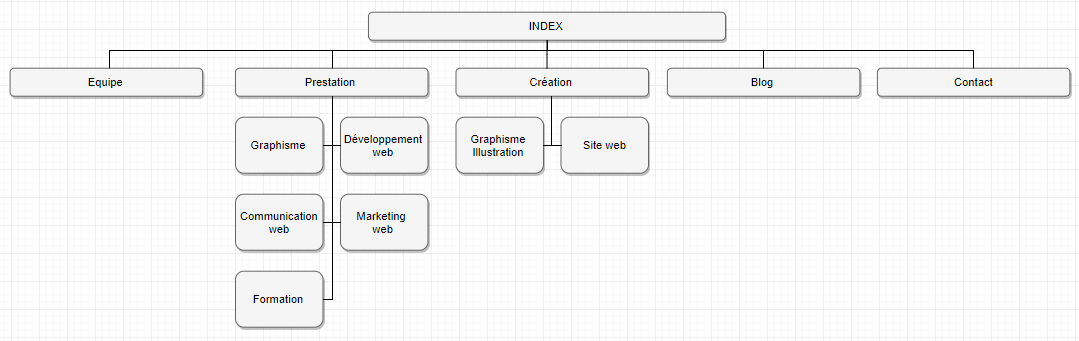 INDEX
Equipe
Prestation
Création
Blog
Contact
Graphisme
Développement
web
Graphisme
Illustration
Site web
Communication
web
Marketing
web
Formation